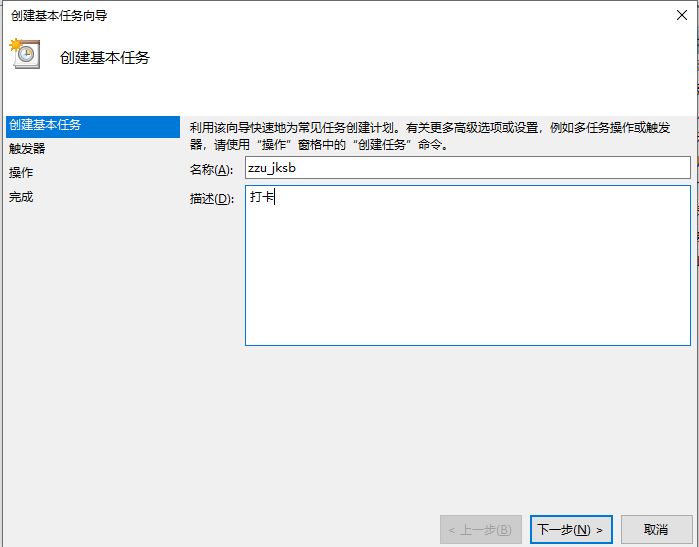 创建基本任务向导
创建基本任务
创建基本任务
触发器
操作
完成
利用该向导快速地为常见任务创建计划。有关更多高级选项或设置，例如多任务操作或触发
器，请使用“操作”窗格中的“创建任务”命令。
名称(A):
zzu_jksb
描述(D):
打卡
< 上一步(B)
下一步(N) >
取消